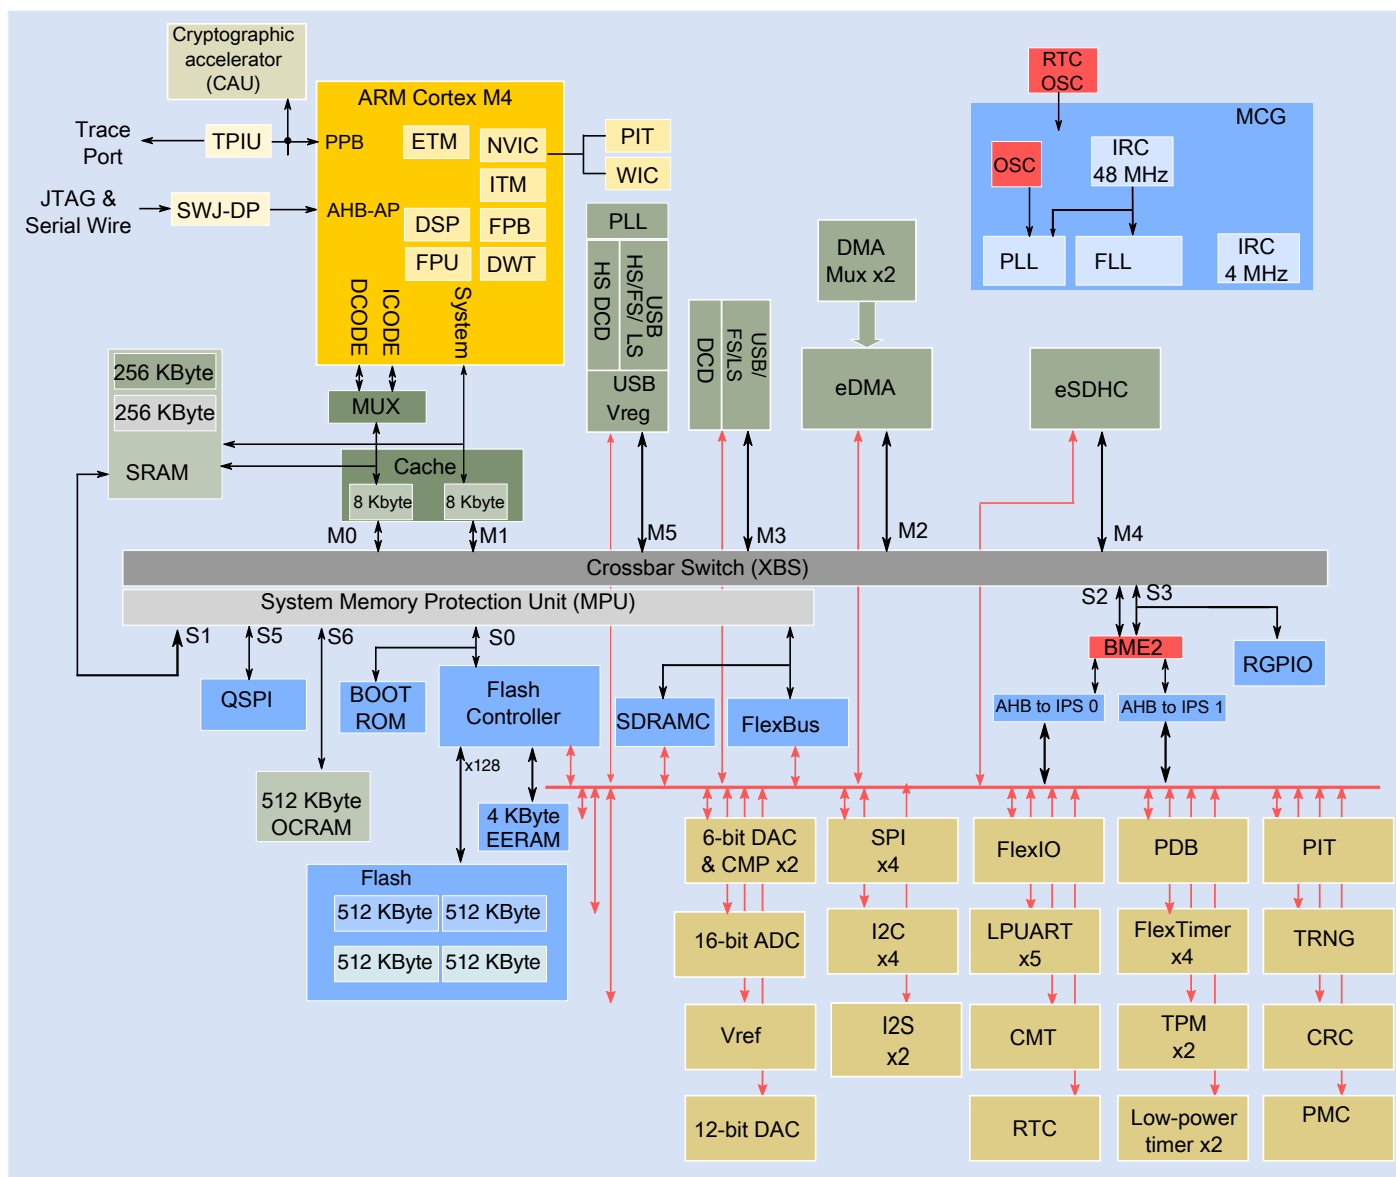 Cryptographic
accelerator
(CAU)
RTC
OSC
ARM Cortex M4
MCG
Trace
Port
TPIU
PPB
ETM
NVIC
PIT
WIC
ITM
OSC
IRC
48 MHz
JTAG &
Serial Wire
SWJ-DP
AHB-AP
DSP
FPB
FPU
DWT
PLL
HS DCD
USB
HS/FS/ LS
USB
Vreg
DMA
Mux x2
PLL
FLL
IRC
4 MHz
DCODE
ICODE
System
DCD
USB/
FS/LS
eDMA
eSDHC
256 KByte
256 KByte
SRAM
MUX
Cache
8 Kbyte
8 Kbyte
M0
M1
M5
M3
M2
M4
Crossbar Switch (XBS)
System Memory Protection Unit (MPU)
S1
S5
S6
S0
S2
S3
BME2
RGPIO
QSPI
BOOT
ROM
Flash
Controller
SDRAMC
FlexBus
AHB to IPS 0
AHB to IPS 1
x128
512 KByte
OCRAM
4 KByte
EERAM
Flash
512 KByte
512 KByte
512 KByte
512 KByte
6-bit DAC
& CMP x2
SPI
x4
FlexIO
PDB
PIT
16-bit ADC
I2C
x4
LPUART
x5
FlexTimer
x4
TRNG
Vref
I2S
x2
CMT
TPM
x2
CRC
12-bit DAC
RTC
Low-power
timer x2
PMC